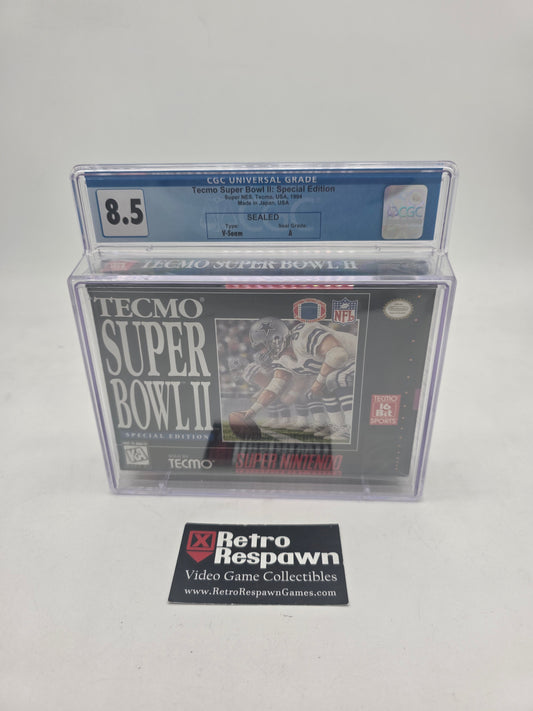 CGC UNIVERSAL GRADE
8.5
Tecmo Super Bowl II: Special Edition
Super NES, Tecmo, USA, 1994
Made in Japan, USA
SEALED
Type: Seal Grade:
V-Seam A
CGC
TECMO SUPER BOWL II
TECMO®
SUPER
BOWL II
SPECIAL EDITION
NFL
TECMO
16
Bit
SPORTS
K-A
TECMO®
SUPER NINTENDO
Retro
Respawn
Video Game Collectibles
www.RetroRespawnGames.com